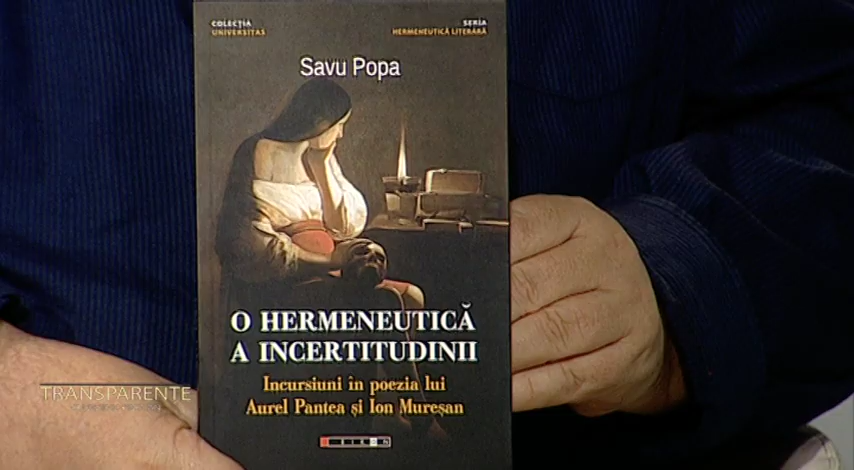 COLECȚIA
UNIVERSITAS
SERIA
HERMENEUTICĂ LITERARĂ
Savu Popa
O HERMENEUTICĂ
A INCERTITUDINII
Incursiuni în poezia lui
Aurel Pantea și Ion Mureșan
EIKON
TRANSPARENTE